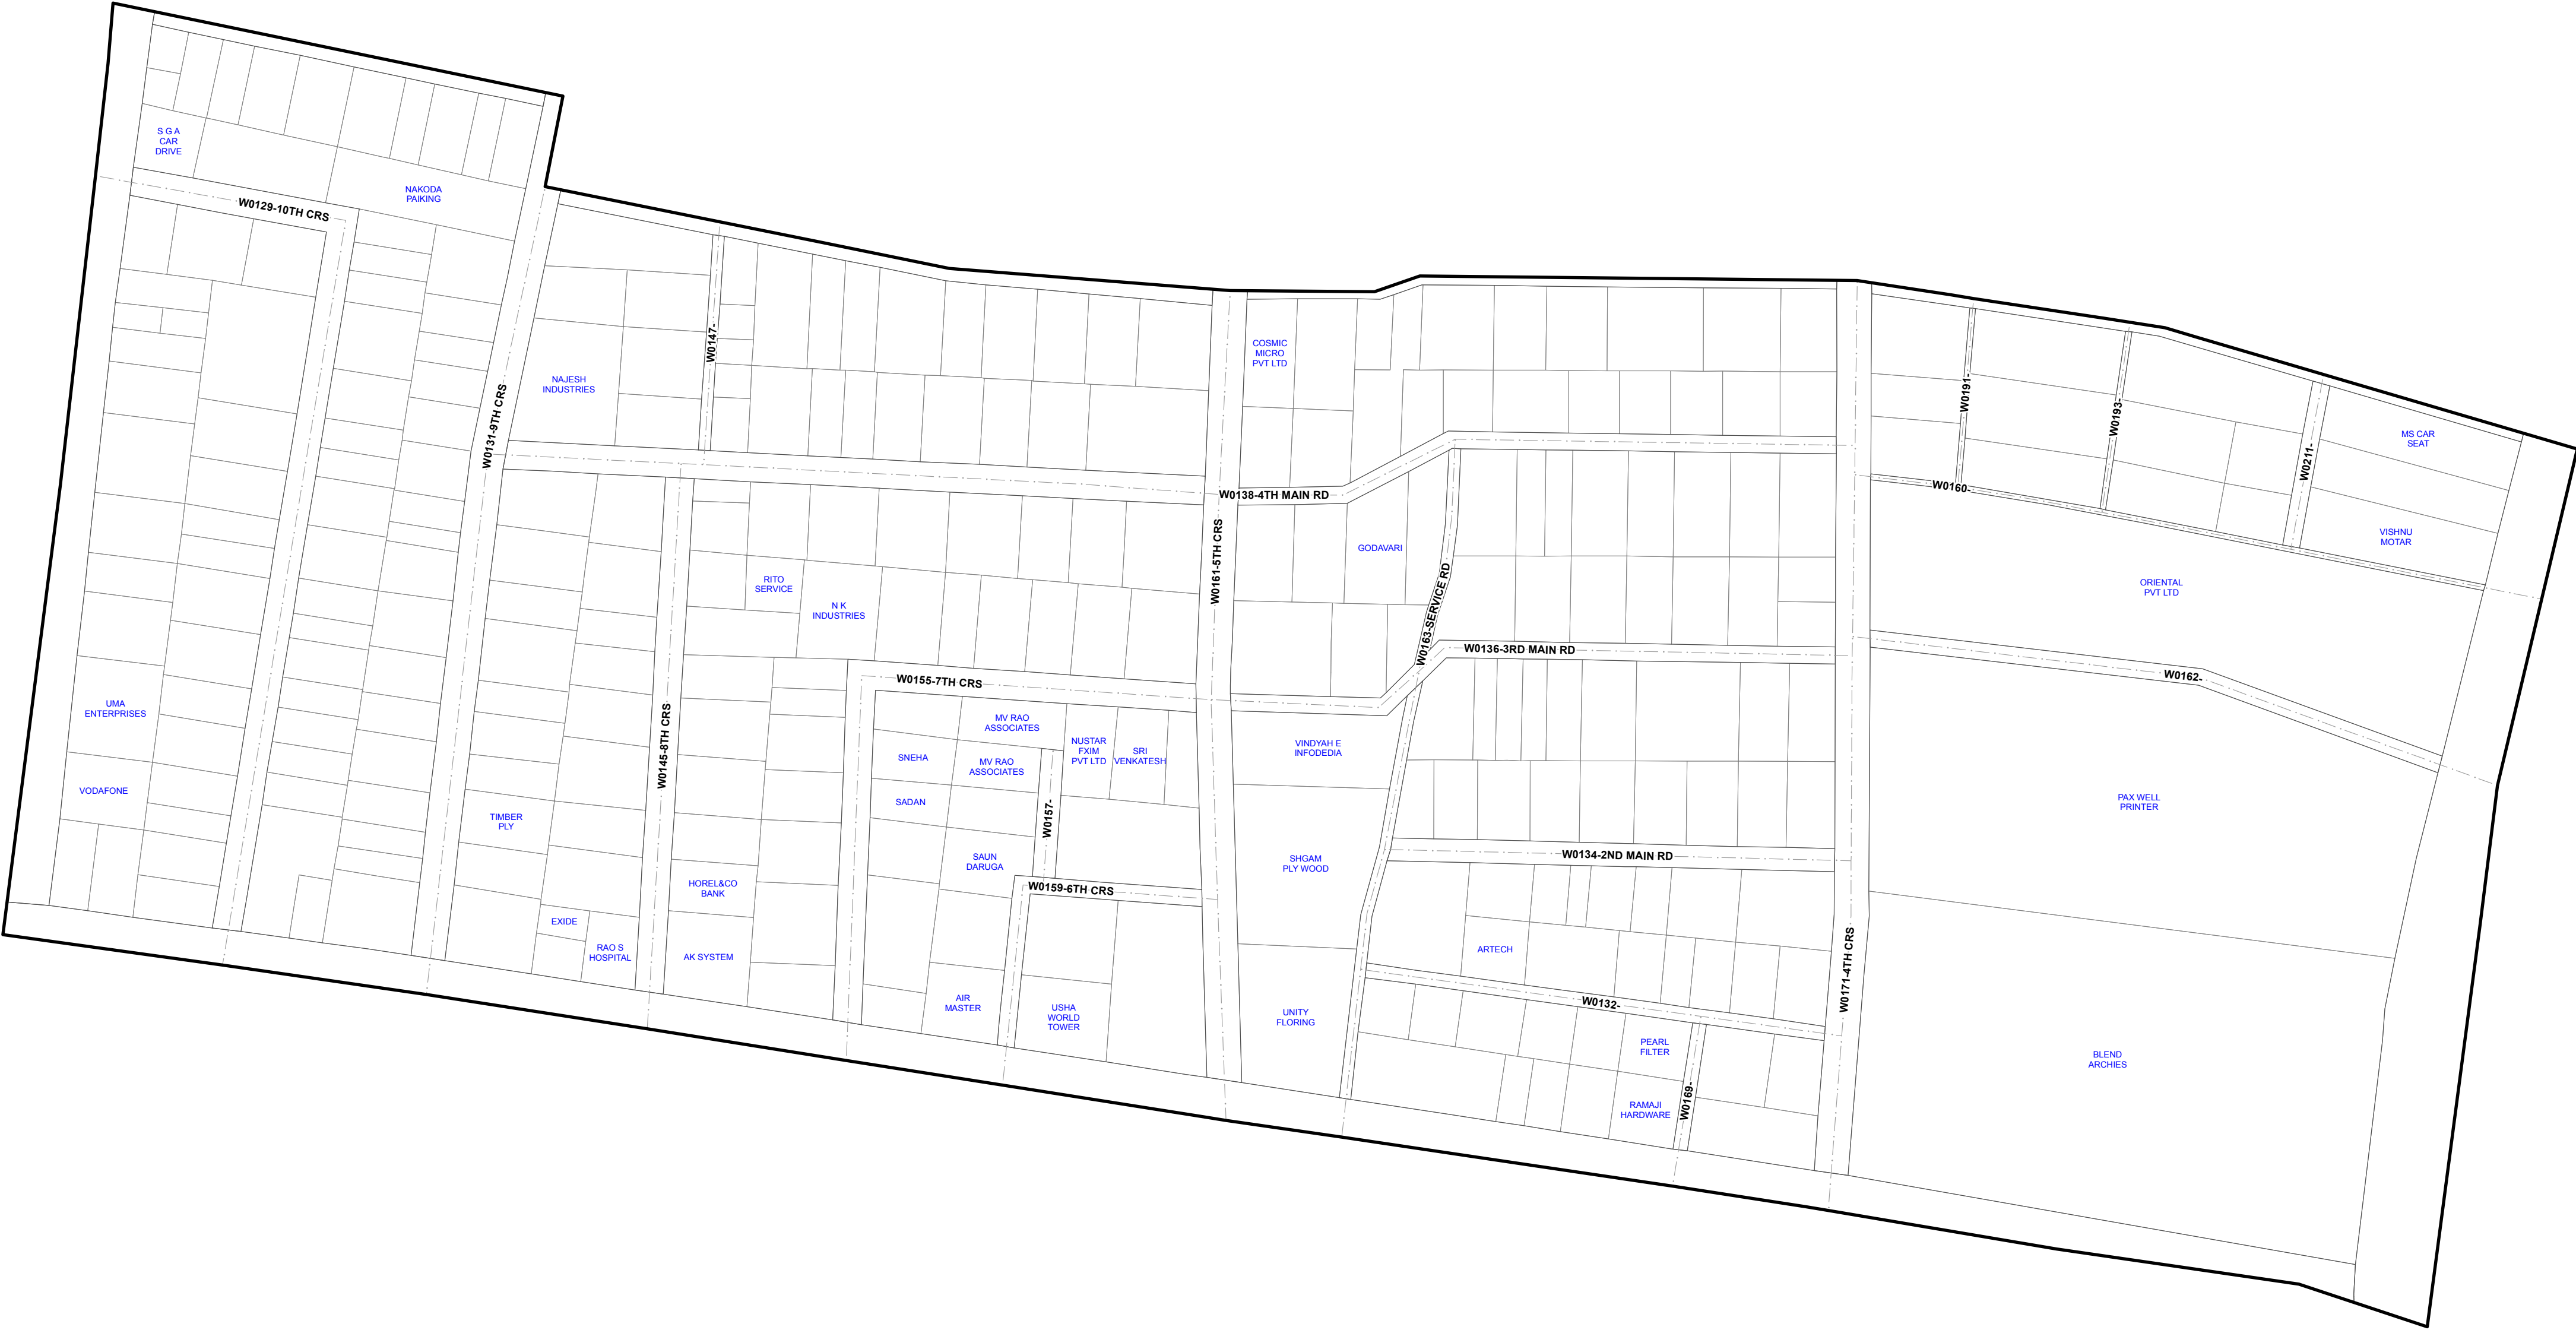 S G A
CAR
DRIVE
NAKODA
PAIKING
W0129-10TH CRS
W0131-9TH CRS
NAJESH
INDUSTRIES
W0147-
COSMIC
MICRO
PVT LTD
W0191-
W0193-
W0211-
MS CAR
SEAT
W0138-4TH MAIN RD
W0160-
VISHNU
MOTAR
W0161-5TH CRS
GODAVARI
W0163-SERVICE RD
RITO
SERVICE
N K
INDUSTRIES
ORIENTAL
PVT LTD
W0136-3RD MAIN RD
W0162-
W0155-7TH CRS
UMA
ENTERPRISES
W0145-8TH CRS
MV RAO
ASSOCIATES
SNEHA
MV RAO
ASSOCIATES
NUSTAR
FXIM
PVT LTD
SRI
VENKATESH
VINDYAH E
INFODEDIA
VODAFONE
SADAN
W0157-
PAX WELL
PRINTER
TIMBER
PLY
SAUN
DARUGA
SHGAM
PLY WOOD
W0134-2ND MAIN RD
HOREL&CO
BANK
W0159-6TH CRS
EXIDE
RAO S
HOSPITAL
AK SYSTEM
ARTECH
W0171-4TH CRS
AIR
MASTER
USHA
WORLD
TOWER
UNITY
FLORING
W0132-
PEARL
FILTER
BLEND
ARCHIES
RAMAJI
HARDWARE
W0169-